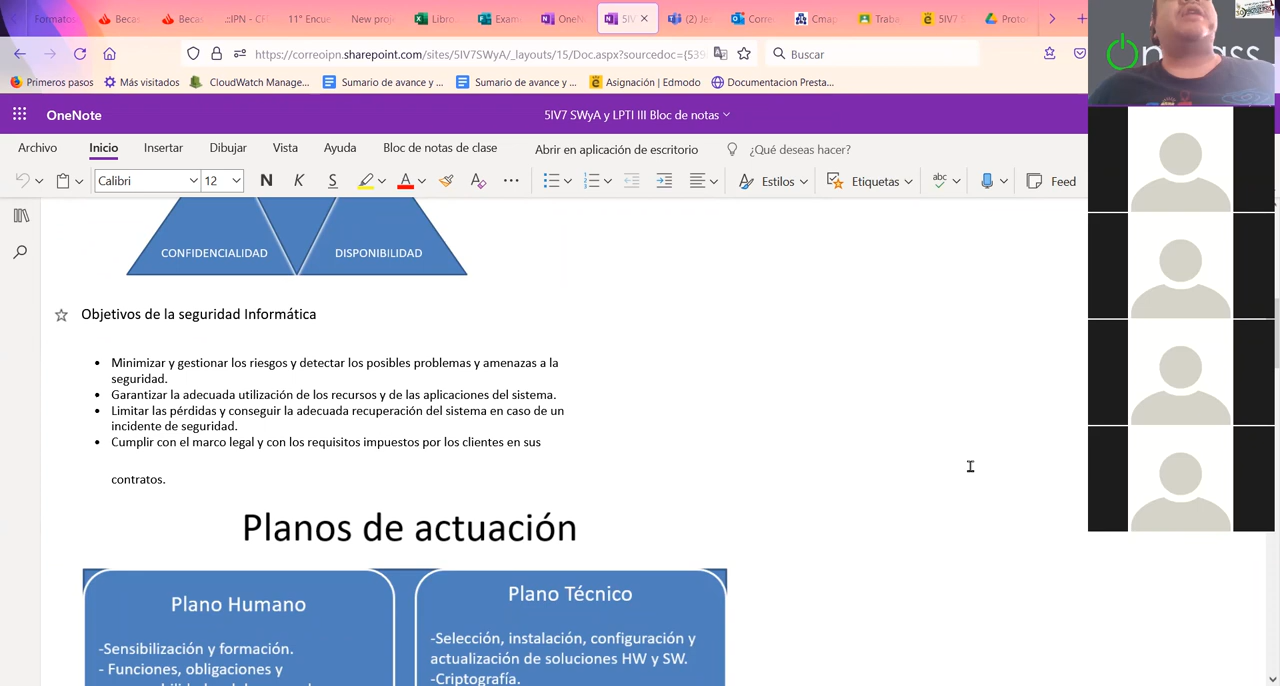 Formatos
Becas
Becas
.::IPN - CF
11° Encue
New proj
Libro
Exam
OneN
5IV
(2) Je
Corre
Cmap
Traba
5IV7 S
Proto
https://correoipn.sharepoint.com/sites/5IV7SWyA/_layouts/15/Doc.aspx?sourcedoc={539
Buscar
Primeros pasos
Más visitados
CloudWatch Manage...
Sumario de avance y ...
Sumario de avance y ...
Asignación | Edmodo
Documentacion Presta...
OneNote
5IV7 SWyA y LPTI III Bloc de notas
Archivo
Inicio
Insertar
Dibujar
Vista
Ayuda
Bloc de notas de clase
Abrir en aplicación de escritorio
¿Qué deseas hacer?
Calibri
12
N
K
S
A
A
Estilos
Etiquetas
abc
Feed
CONFIDENCIALIDAD
DISPONIBILIDAD
Objetivos de la seguridad Informática
• Minimizar y gestionar los riesgos y detectar los posibles problemas y amenazas a la
seguridad.
• Garantizar la adecuada utilización de los recursos y de las aplicaciones del sistema.
• Limitar las pérdidas y conseguir la adecuada recuperación del sistema en caso de un
incidente de seguridad.
• Cumplir con el marco legal y con los requisitos impuestos por los clientes en sus
contratos.
Planos de actuación
Plano Humano
-Sensibilización y formación.
- Funciones, obligaciones y
Plano Técnico
-Selección, instalación, configuración y
actualización de soluciones HW y SW.
-Criptografía.